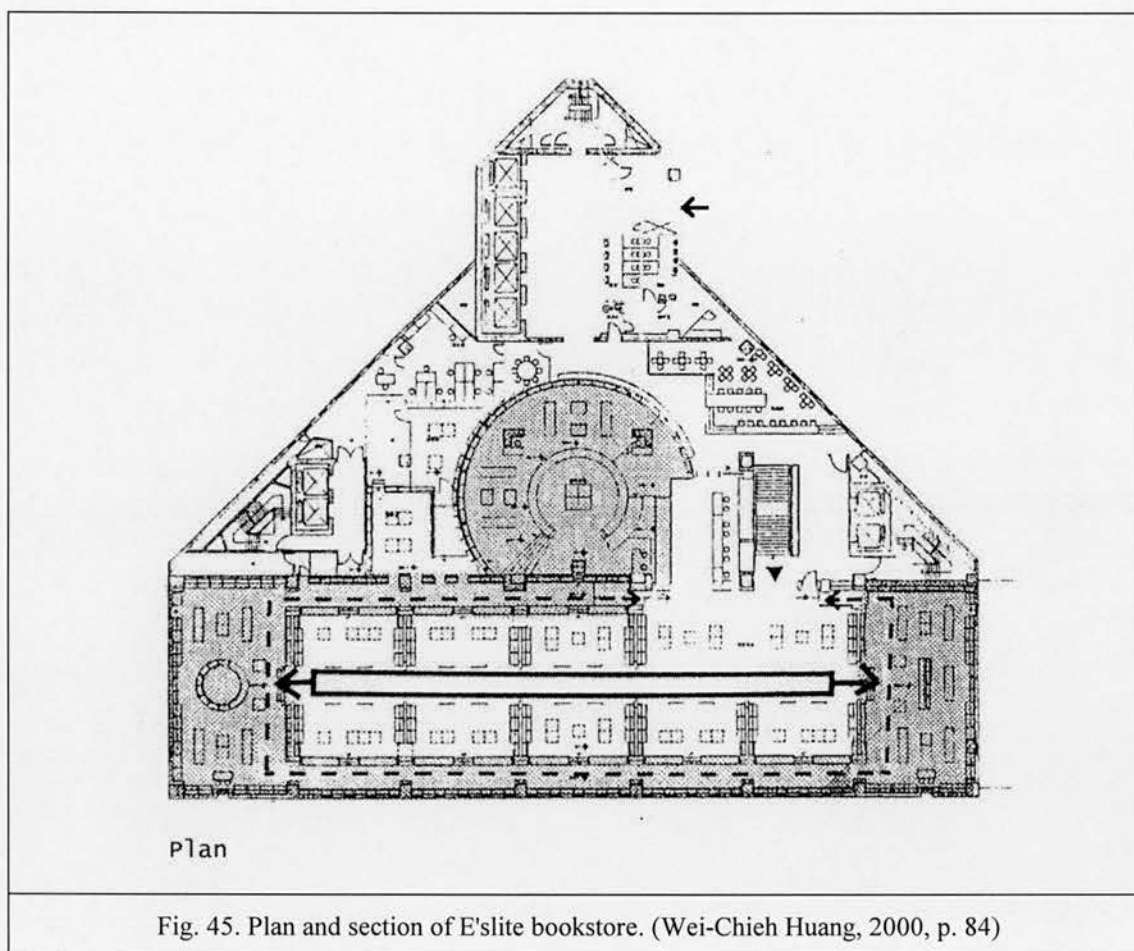 Plan
Fig. 45. Plan and section of E'slite bookstore. (Wei-Chieh Huang, 2000, p. 84)